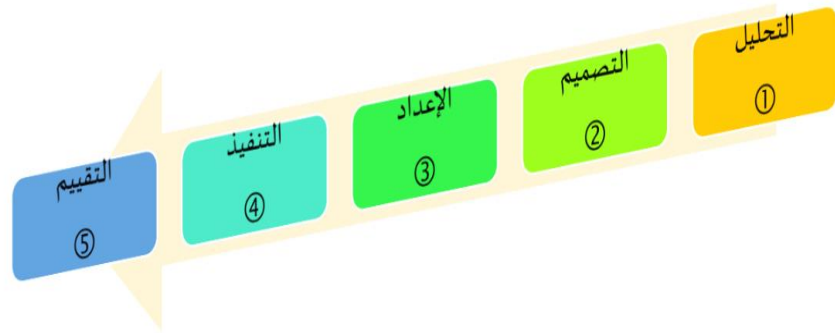 التحليل
①
التصميم
②
الإعداد
③
التنفيذ
④
التقييم
⑤